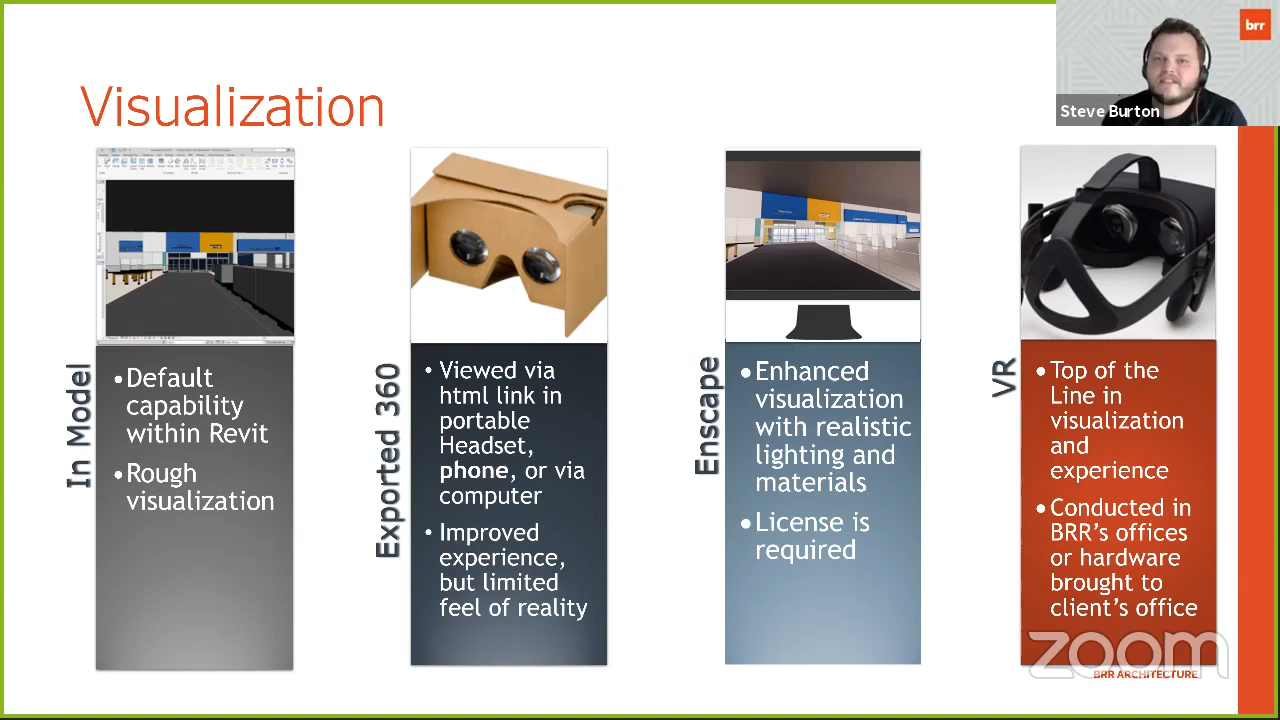 brr
Steve Burton
Visualization
In Model
•Default
capability
within Revit
•Rough
visualization
Exported 360
• Viewed via
html link in
portable
Headset,
phone, or via
computer
• Improved
experience,
but limited
feel of reality
Enscape
•Enhanced
visualization
with realistic
lighting and
materials
•License is
required
VR
•Top of the
Line in
visualization
and
experience
•Conducted in
BRR's offices
or hardware
brought to
client's office
zoom
BRR ARCHITECTURE